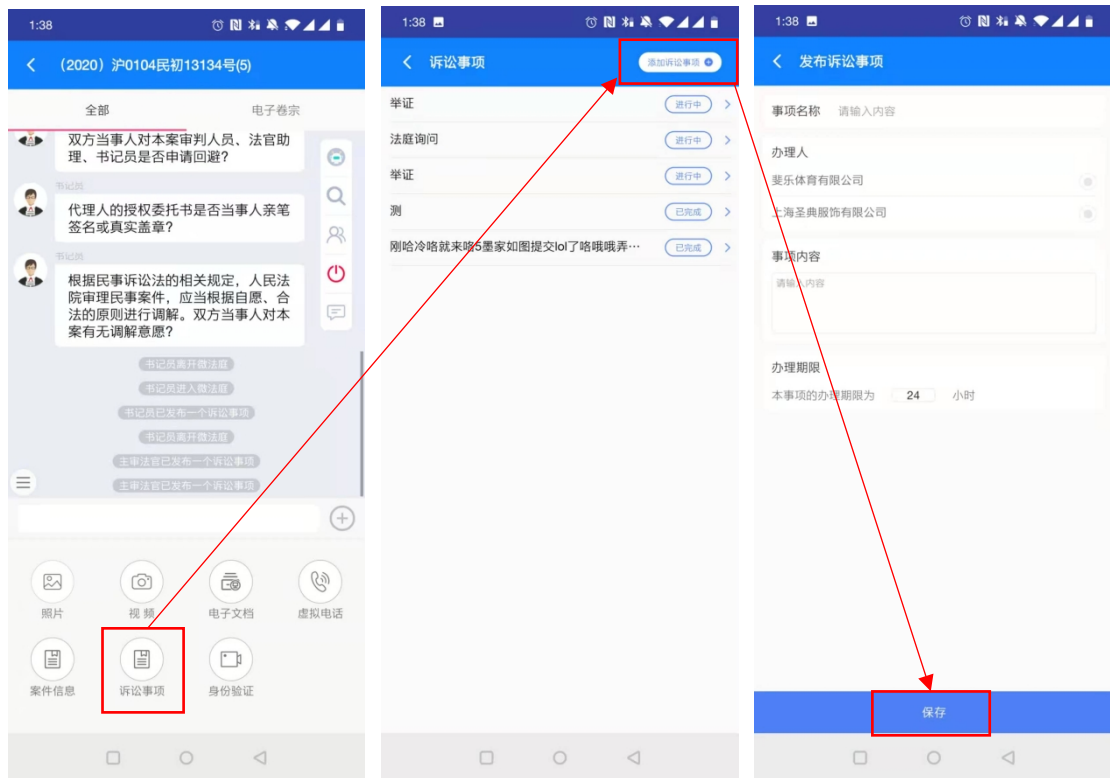 1:38
（2020）沪0104民初13134号(5)
全部
电子卷宗
双方当事人对本案审判人员、法官助
理、书记员是否申请回避？
书记员
代理人的授权委托书是否当事人亲笔
签名或真实盖章？
书记员
根据民事诉讼法的相关规定，人民法
院审理民事案件，应当根据自愿、合
法的原则进行调解。双方当事人对本
案有无调解意愿？
书记员离开微法庭
书记员进入微法庭
书记员已发布一个诉讼事项
书记员离开微法庭
主审法官已发布一个诉讼事项
主审法官已发布一个诉讼事项
照片
视频
电子文档
虚拟电话
案件信息
诉讼事项
身份验证
1:38
诉讼事项
添加诉讼事项
举证
进行中
法庭询问
进行中
举证
进行中
测
已完成
刚哈冷咯就来咯5墨家如图提交lol了咯哦哦弄…
已完成
1:38
发布诉讼事项
事项名称 请输入内容
办理人
斐乐体育有限公司
上海圣典服饰有限公司
事项内容
请输入内容
办理期限
本事项的办理期限为 24 小时
保存